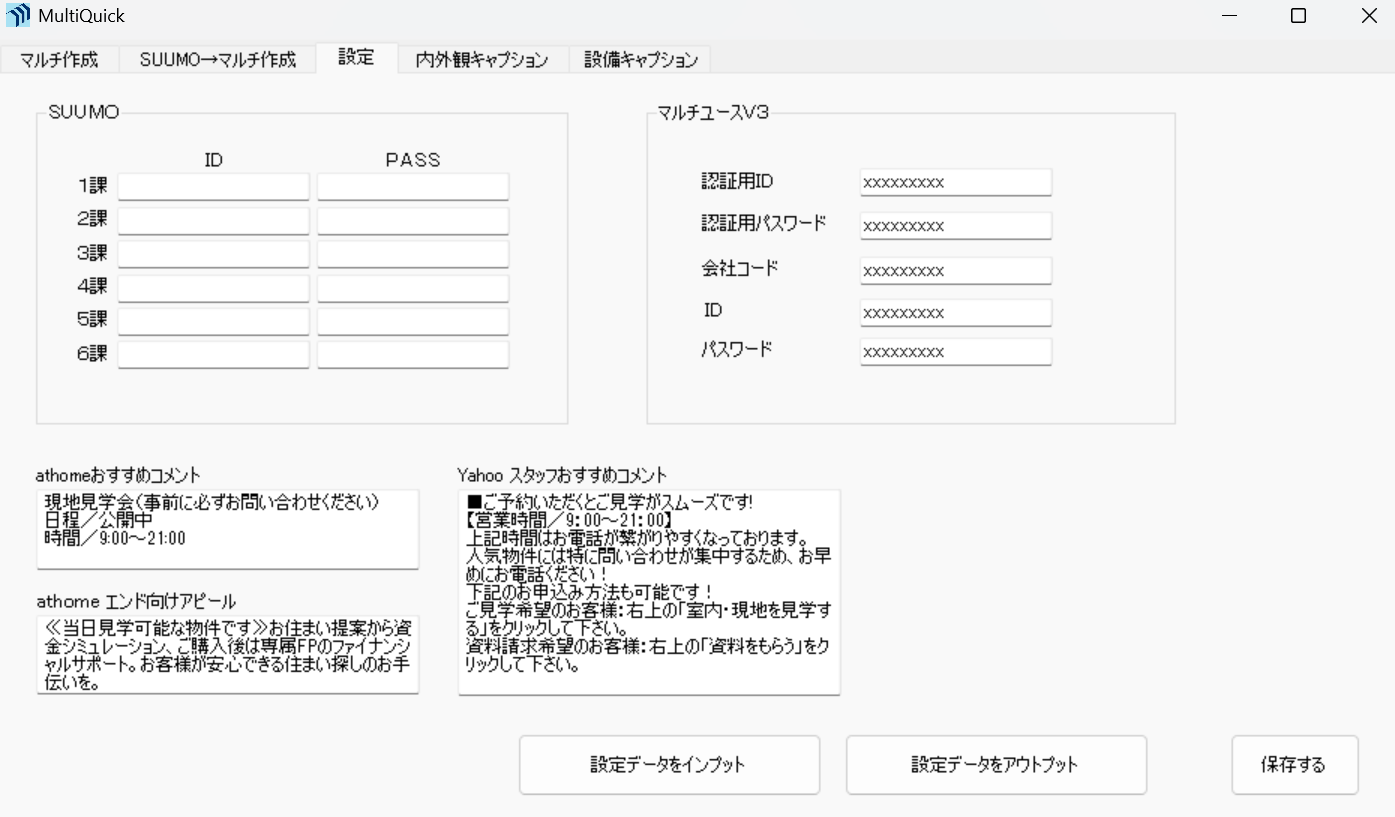 MultiQuick
マルチ作成
SUUMO→マルチ作成
設定
内外観キャプション
設備キャプション
SUUMO
ID
PASS
1課
2課
3課
4課
5課
6課
マルチユースV3
認証用ID
xxxxxxxxx
認証用パスワード
xxxxxxxxx
会社コード
xxxxxxxxx
ID
xxxxxxxxx
パスワード
xxxxxxxxx
athomeおすすめコメント
現地見学会(事前に必ずお問い合わせください)
日程/公開中
時間/9:00~21:00
athome エンド向けアピール
≪当日見学可能な物件です≫お住まい提案から資
金シミュレーション、ご購入後は専属FPのファイナンシ
ャルサポート。お客様が安心できる住まい探しのお手
伝いを。
Yahoo スタッフおすすめコメント
■ご予約いただくとご見学がスムーズです!
【営業時間/9:00~21:00】
上記時間はお電話が繋がりやすくなっております。
人気物件には特に問い合わせが集中するため、お早
めにお電話ください!
下記のお申込み方法も可能です!
ご見学希望のお客様:右上の「室内・現地を見学す
る」をクリックして下さい。
資料請求希望のお客様:右上の「資料をもらう」をク
リックして下さい。
設定データをインプット
設定データをアウトプット
保存する